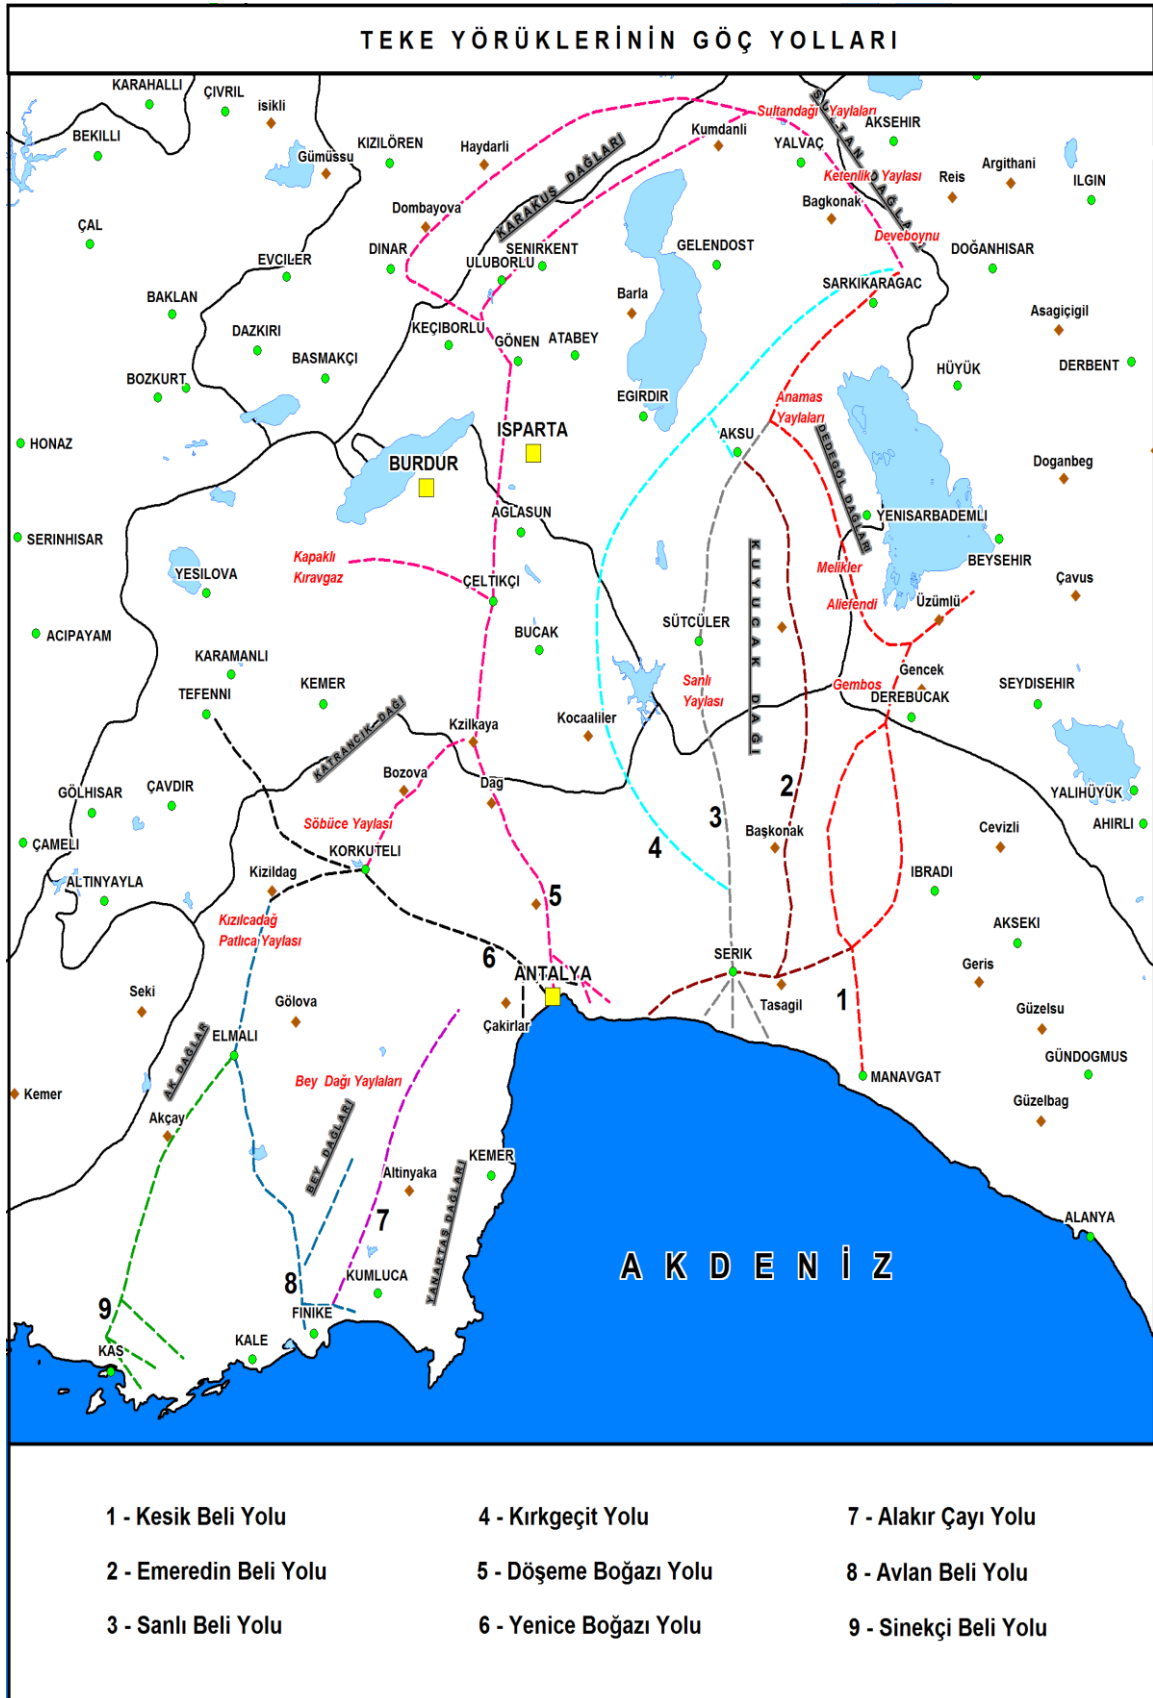 TEKE YÖRÜKLERİNİN GÖÇ YOLLARI
KARAHALLI
ÇIVRIL
isikli
BEKILLI
Gümüssu
KIZILÖREN
Haydarli
Kumdanli
Sultandağı Yaylaları
SULTAN DAĞLARI
AKSEHIR
YALVAÇ
Ketenlik Yaylası
Reis
Argithani
ILGIN
KARAKUŞ DAĞLARI
Dombayova
Bagkonak
ÇAL
DINAR
EVCILER
SENIRKENT
ULUBORLU
GELENDOST
Deveboynu
DOĞANHISAR
SARKIKARAGAC
BAKLAN
Barla
Asagiçigil
DAZKIRI
KEÇIBORLU
GÖNEN
ATABEY
DERBENT
BASMAKÇI
HÜYÜK
BOZKURT
EGIRDIR
Anamas
Yaylaları
HONAZ
ISPARTA
AKSU
DEDEGÖL DAĞLARI
BURDUR
Doganbeg
AGLASUN
YENISARBADEMLI
SERINHISAR
Kapaklı
Kıravgaz
KUYUCAK DAĞI
BEYSEHIR
YESILOVA
Melikler
Çavus
ÇELTIKÇI
Aliefendi
Üzümlü
ACIPAYAM
BUCAK
SÜTCÜLER
KARAMANLI
Gencek
TEFENNI
KEMER
Sanlı
Yaylası
Gembos
DEREBUCAK
SEYDISEHIR
KATRANCIK DAĞI
Kzilkaya
Kocaaliler
GÖLHISAR
ÇAVDIR
Bozova
Dag
2
YALIHÜYÜK
Söbüce Yaylası
3
AHIRLI
ÇAMELI
KORKUTELI
4
Başkonak
Cevizli
ALTINYAYLA
Kizildag
IBRADI
5
Kızılcadağ
Patlıca Yaylası
AKSEKI
6
SERIK
ANTALYA
Seki
Gölova
Tasagil
Geris
1
Çakirlar
Güzelsu
AK DAĞLAR
ELMALI
GÜNDOGMUS
Bey Dağı Yaylaları
MANAVGAT
Kemer
Akçay
Güzelbag
BEY DAĞLARI
KEMER
Altinyaka
7
YANARTAŞ DAĞLARI
ALANYA
AKDENİZ
8
KUMLUCA
9
FINIKE
KAS
KALE
1 - Kesik Beli Yolu
4 - Kırkgeçit Yolu
7 - Alakır Çayı Yolu
2 - Emeredin Beli Yolu
5 - Döşeme Boğazı Yolu
8 - Avlan Beli Yolu
3 - Sanlı Beli Yolu
6 - Yenice Boğazı Yolu
9 - Sinekçi Beli Yolu